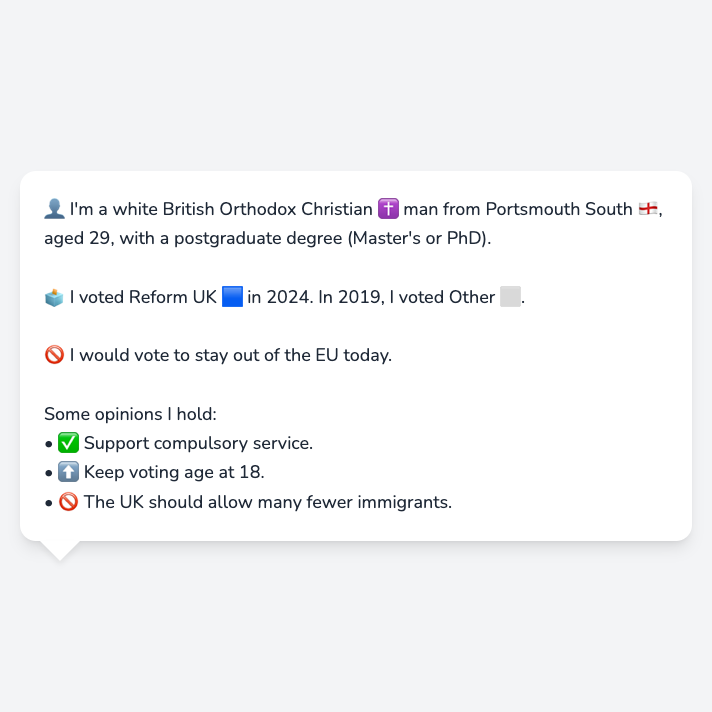 👤 I'm a white British Orthodox Christian ✝️ man from Portsmouth South 🏴󠁧󠁢󠁥󠁮󠁧󠁿,
aged 29, with a postgraduate degree (Master's or PhD).
🗳️ I voted Reform UK 🟦 in 2024. In 2019, I voted Other ⬜.
🚫 I would vote to stay out of the EU today.
Some opinions I hold:
• ✅ Support compulsory service.
• ⬆️ Keep voting age at 18.
• 🚫 The UK should allow many fewer immigrants.